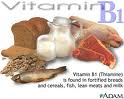 Vitamin B1
Vitamin B1 (Thiamine)
is found in fortified breads
and cereals, fish, lean meats and milk
ADAM.